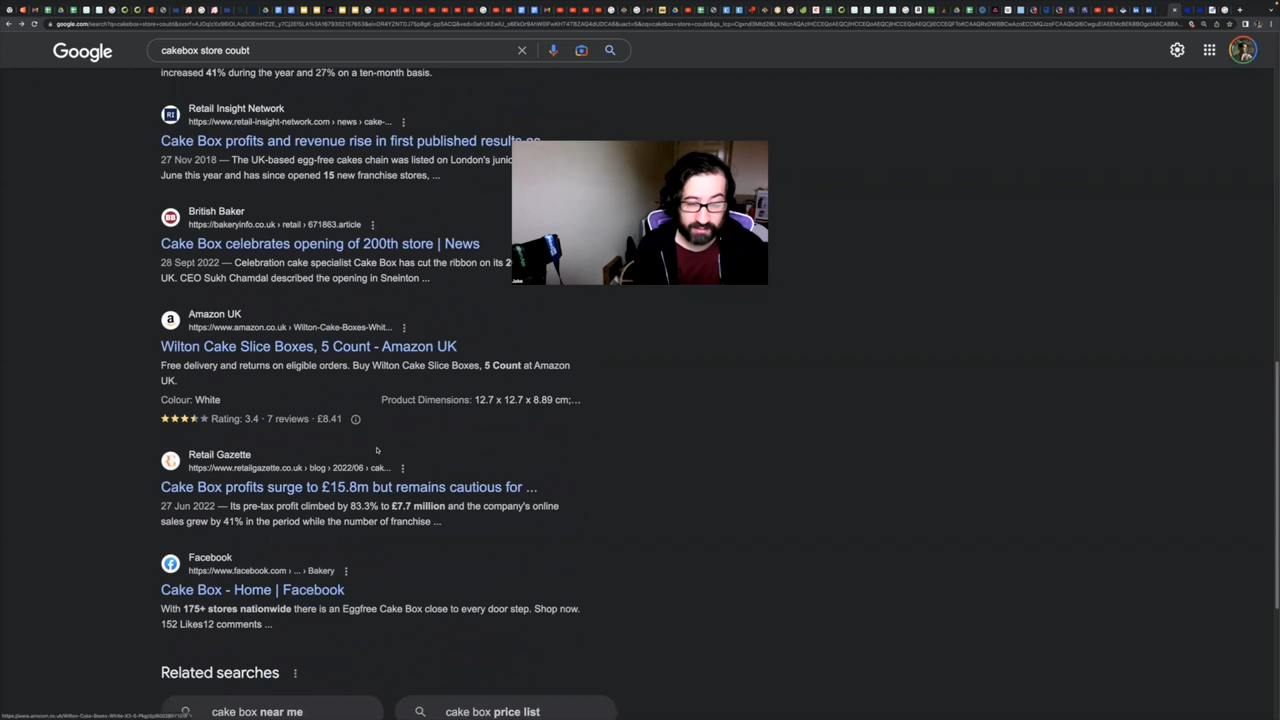 Google
cakebox store coubt
increased 41% during the year and 27% on a ten-month basis.
RI
Retail Insight Network
https://www.retail-insight-network.com › news › cake-...
Cake Box profits and revenue rise in first published results as
27 Nov 2018 — The UK-based egg-free cakes chain was listed on London's
June this year and has since opened 15 new franchise stores, ...
BB
British Baker
https://bakeryinfo.co.uk › retail › 671863.article
Cake Box celebrates opening of 200th store | News
28 Sept 2022 — Celebration cake specialist Cake Box has cut the ribbon on its
UK. CEO Sukh Chamdal described the opening in Sneinton ...
a
Amazon UK
https://www.amazon.co.uk › Wilton-Cake-Boxes-Whit...
Wilton Cake Slice Boxes, 5 Count - Amazon UK
Free delivery and returns on eligible orders. Buy Wilton Cake Slice Boxes, 5 Count at Amazon
UK.
Colour: White Product Dimensions: 12.7 x 12.7 x 8.89 cm;...
Rating: 3.4 · 7 reviews · £8.41
Retail Gazette
https://www.retailgazette.co.uk › blog › 2022/06 › cak...
Cake Box profits surge to £15.8m but remains cautious for ...
27 Jun 2022 — Its pre-tax profit climbed by 83.3% to £7.7 million and the company's online
sales grew by 41% in the period while the number of franchise ...
Facebook
https://www.facebook.com › ... › Bakery
Cake Box - Home | Facebook
With 175+ stores nationwide there is an Eggfree Cake Box close to every door step. Shop now.
152 Likes12 comments ...
Related searches
cake box near me
cake box price list
Jake